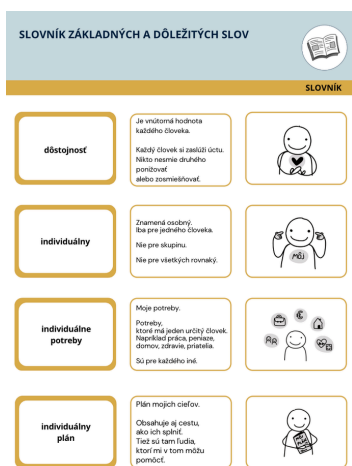 SLOVNÍK ZÁKLADNÝCH A DÔLEŽITÝCH SLOV
SLOVNÍK
dôstojnosť
Je vnútorná hodnota
každého človeka.
Každý človek si zaslúži úctu.
Nikto nesmie druhého
ponižovať
alebo zosmiešňovať.
individuálny
Znamená osobný.
Iba pre jedného človeka.
Nie pre skupinu.
Nie pre všetkých rovnaký.
MÔJ
individuálne
potreby
Moje potreby.
Potreby,
ktoré má jeden určitý človek.
Napríklad práca, peniaze,
domov, zdravie, priatelia.
Sú pre každého iné.
individuálny
plán
Plán mojich cieľov.
Obsahuje aj cestu,
ako ich splniť.
Tiež sú tam ľudia,
ktorí mi v tom môžu
pomôcť.